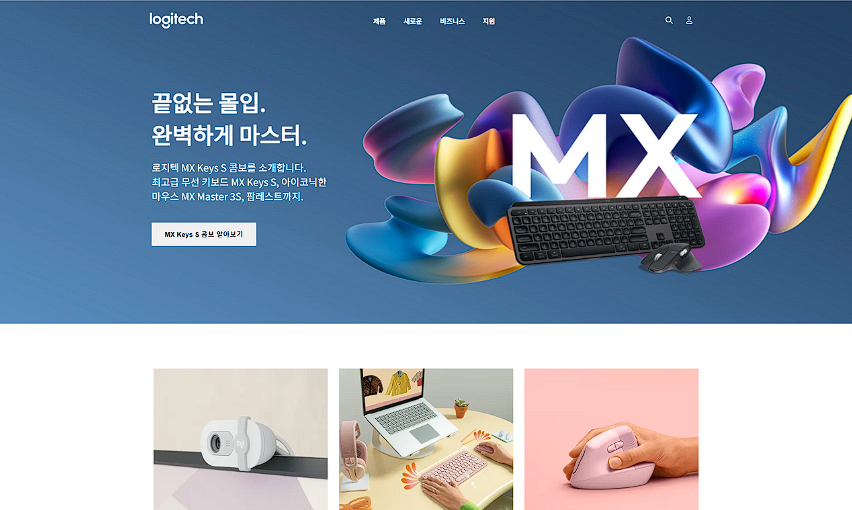 logitech
제품 새로운 비즈니스 지원
끝없는 몰입.
완벽하게 마스터.
로지텍 MX Keys S 콤보를 소개합니다.
최고급 무선 키보드 MX Keys S, 아이코닉한
마우스 MX Master 3S, 팜레스트까지.
MX Keys S 콤보 알아보기
MX
logi